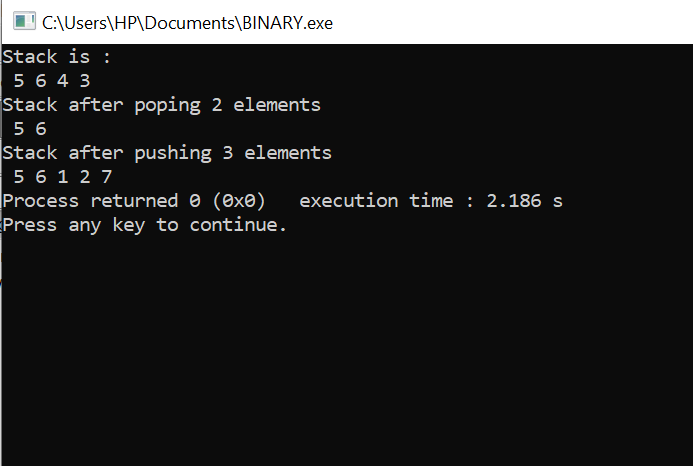 C:\Users\HP\Documents\BINARY.exe
Stack is :
 5 6 4 3
Stack after poping 2 elements
 5 6
Stack after pushing 3 elements
 5 6 1 2 7
Process returned 0 (0x0)   execution time : 2.186 s
Press any key to continue.